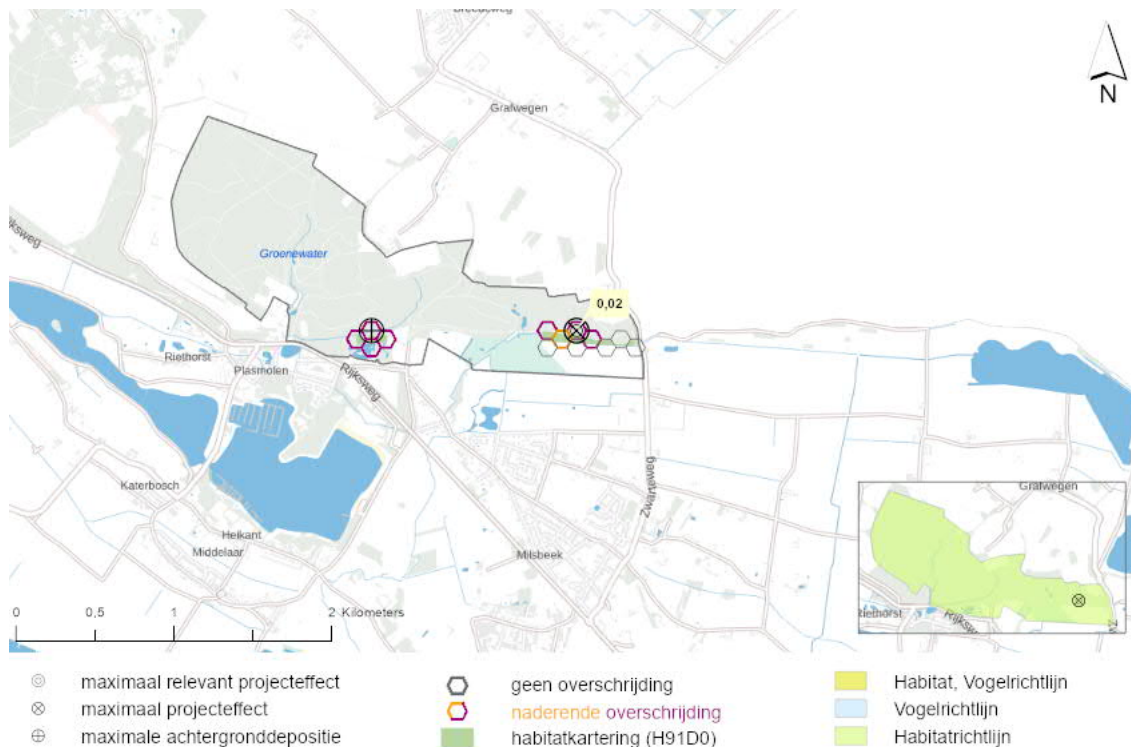 Grafwegen
N
Rijksweg
Groenewater
0,02
Riethorst
Plasmolen
Rijksweg
Zwarteweg
Katerbosch
Heikant
Middelaar
Milsbeek
Grafwegen
Riethorst
0 0,5 1 2 Kilometers
maximaal relevant projecteffect
maximaal projecteffect
maximale achtergronddepositie
geen overschrijding
naderende overschrijding
habitatkartering (H91D0)
Habitat, Vogelrichtlijn
Vogelrichtlijn
Habitatrichtlijn